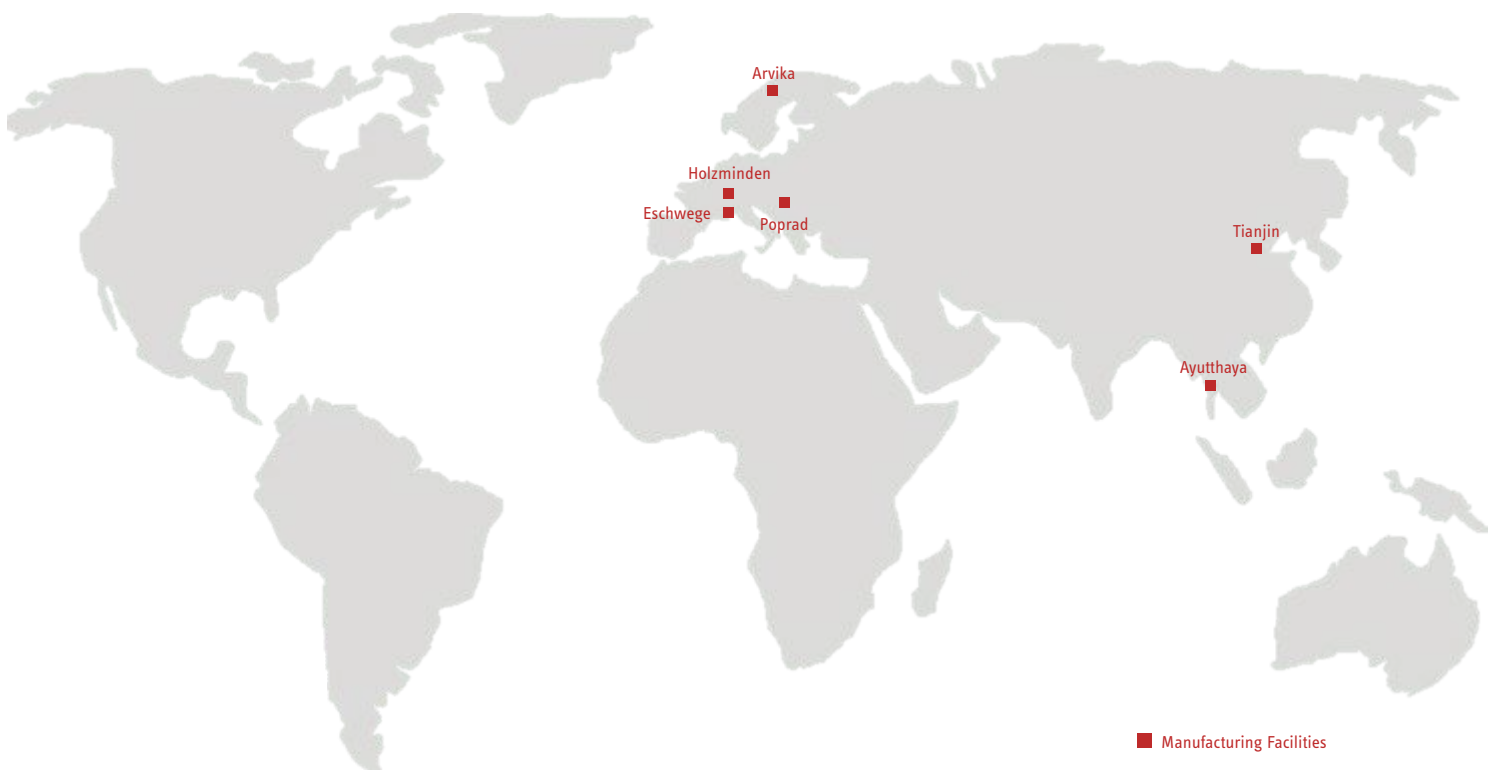 Arvika
Holzminden
Eschwege
Poprad
Tianjin
Ayutthaya
Manufacturing Facilities